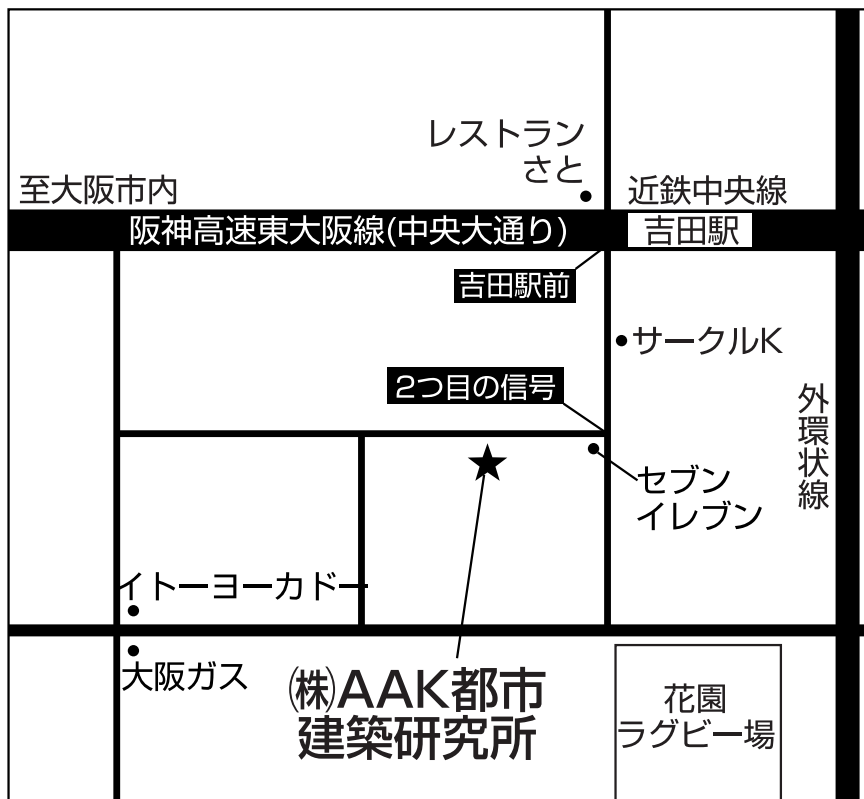 レストラン
さと
至大阪市内
近鉄中央線
阪神高速東大阪線(中央大通り)
吉田駅
吉田駅前
サークルK
2つ目の信号
外環状線
セブン
イレブン
イトーヨーカドー
大阪ガス
㈱AAK都市
建築研究所
花園
ラグビー場